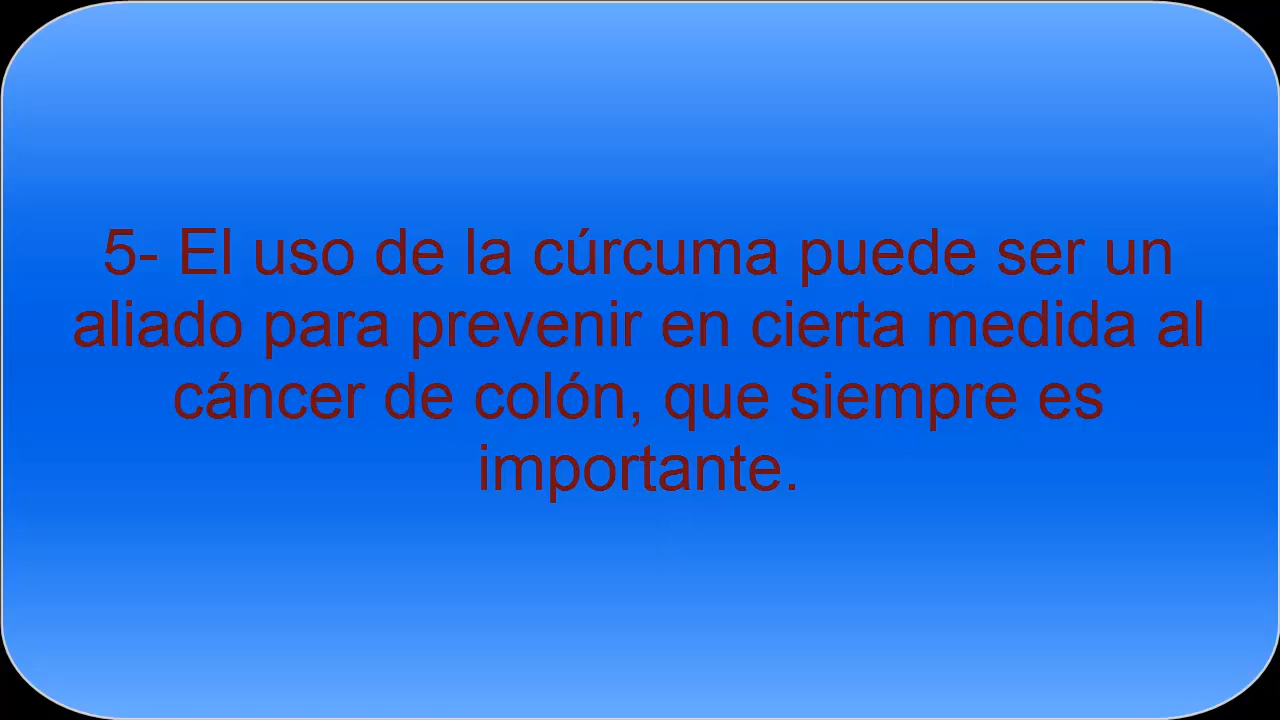 5- El uso de la cúrcuma puede ser un
aliado para prevenir en cierta medida al
cáncer de colón, que siempre es
importante.